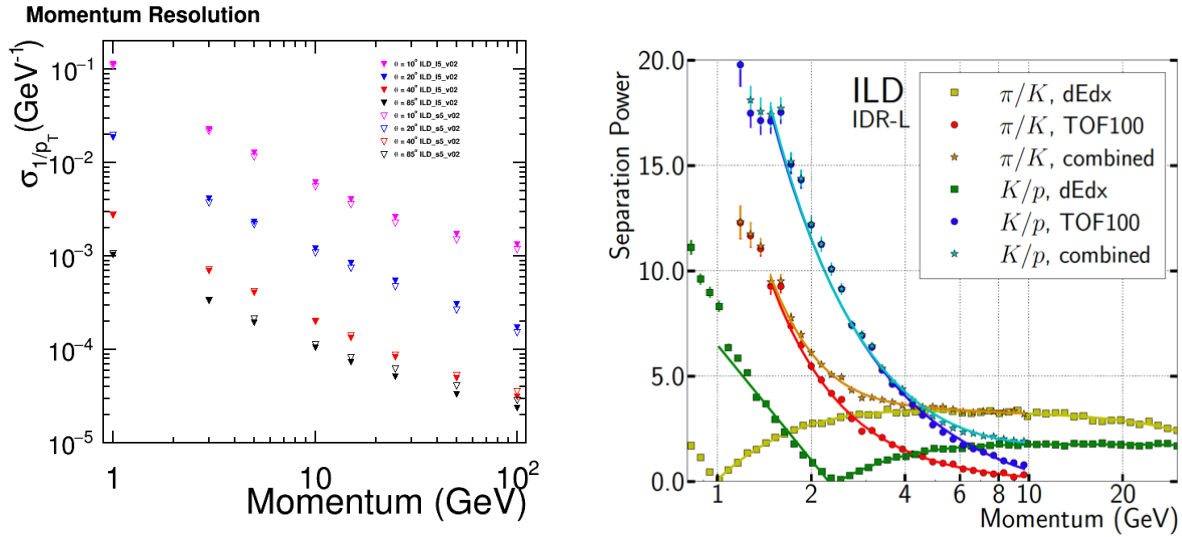 Momentum Resolution
σ1/pT(GeV⁻¹)
10⁻¹
10⁻²
10⁻³
10⁻⁴
10⁻⁵
θ = 10° ILD_l5_v02
θ = 20° ILD_l5_v02
θ = 40° ILD_l5_v02
θ = 85° ILD_l5_v02
θ = 10° ILD_s5_v02
θ = 20° ILD_s5_v02
θ = 40° ILD_s5_v02
θ = 85° ILD_s5_v02
1 10 10²
Momentum (GeV)
Separation Power
20.0
15.0
10.0
5.0
0.0
ILD
IDR-L
π/K, dEdx
π/K, TOF100
π/K, combined
K/p, dEdx
K/p, TOF100
K/p, combined
1 2 4 6 8 10 20
Momentum (GeV)